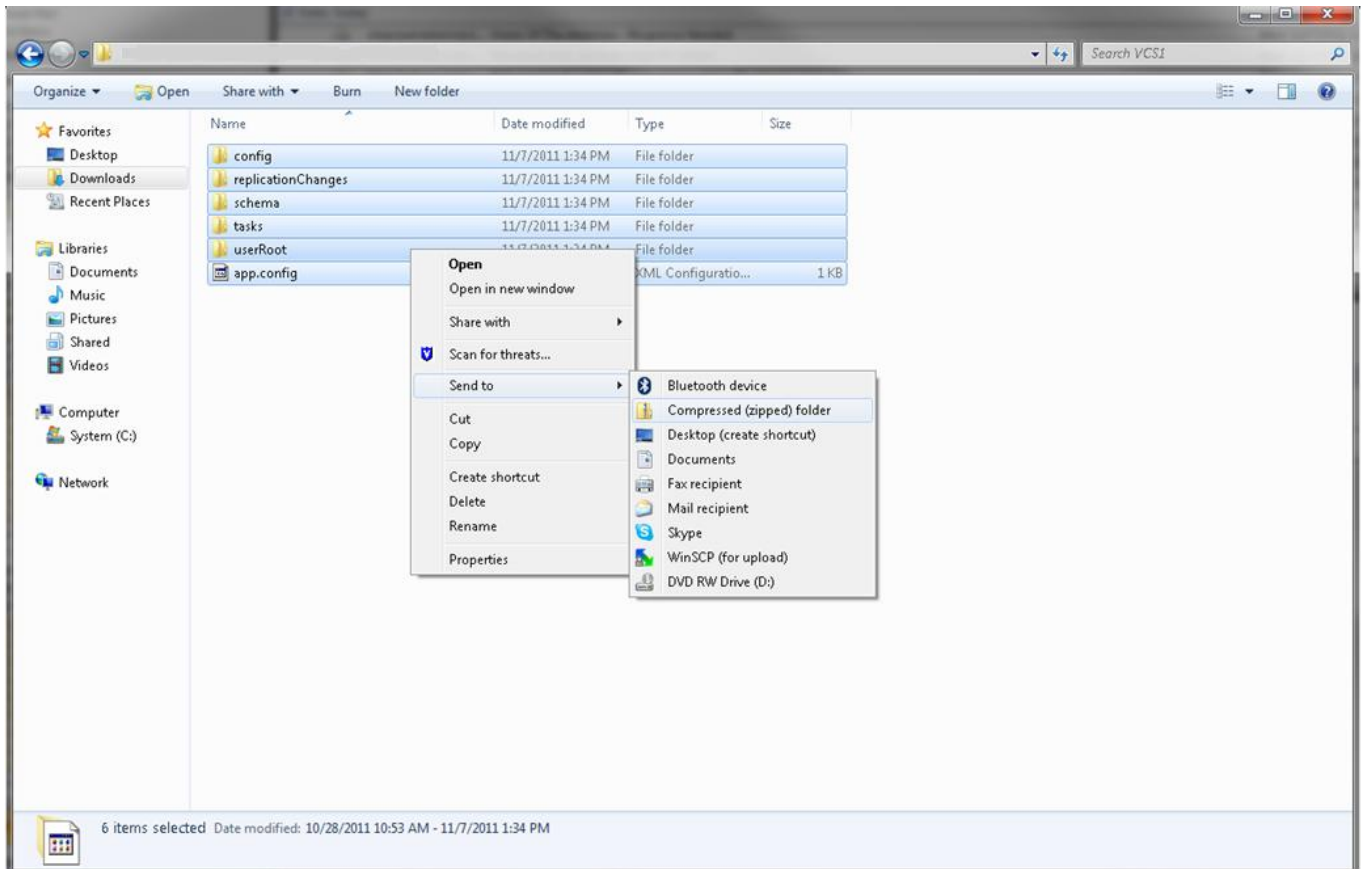 Search VCS1
Organize Open Share with Burn New folder
Favorites
Desktop
Downloads
Recent Places
Libraries
Documents
Music
Pictures
Shared
Videos
Computer
System (C:)
Network
Name Date modified Type Size
config 11/7/2011 1:34 PM File folder
replicationChanges 11/7/2011 1:34 PM File folder
schema 11/7/2011 1:34 PM File folder
tasks 11/7/2011 1:34 PM File folder
userRoot 11/7/2011 1:34 PM File folder
app.config XML Configuratio... 1 KB
Open
Open in new window
Share with
Scan for threats...
Send to
Cut
Copy
Create shortcut
Delete
Rename
Properties
Bluetooth device
Compressed (zipped) folder
Desktop (create shortcut)
Documents
Fax recipient
Mail recipient
Skype
WinSCP (for upload)
DVD RW Drive (D:)
6 items selected Date modified: 10/28/2011 10:53 AM - 11/7/2011 1:34 PM